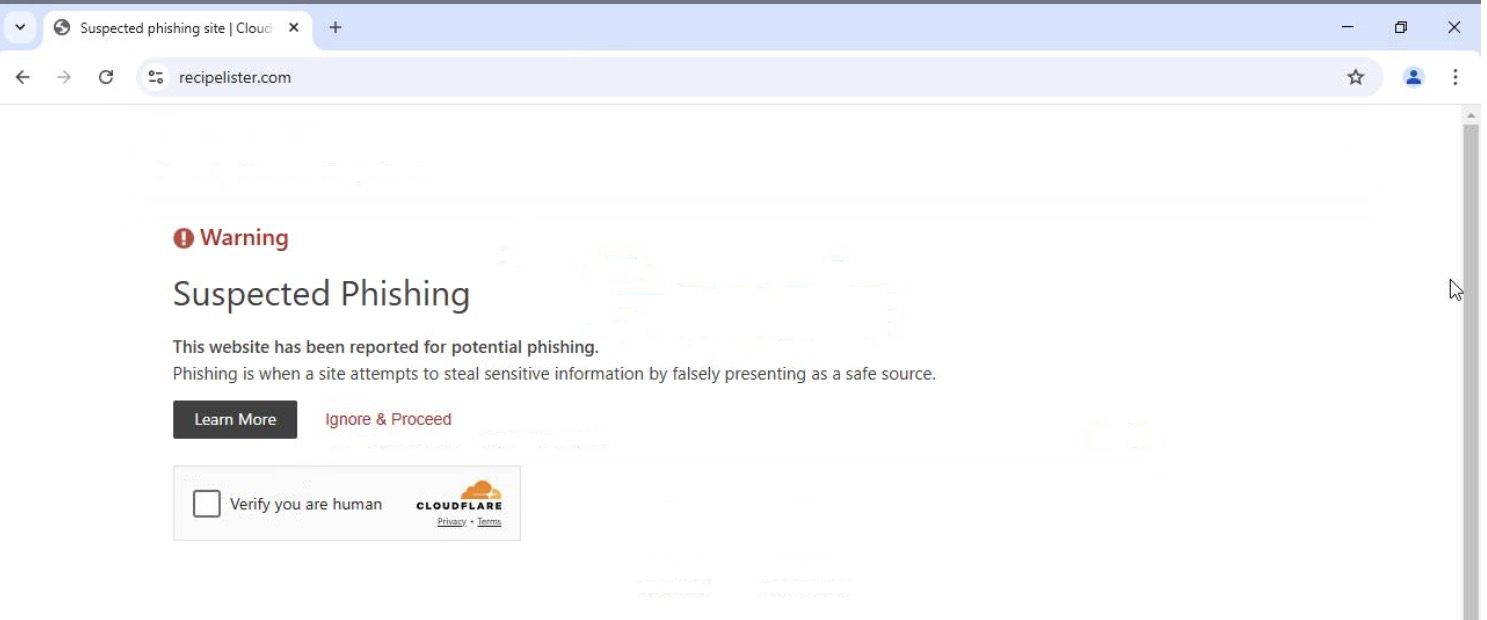 Suspected phishing site | Cloud
recipelister.com
Warning
Suspected Phishing
This website has been reported for potential phishing.
Phishing is when a site attempts to steal sensitive information by falsely presenting as a safe source.
Learn More
Ignore & Proceed
Verify you are human
CLOUDFLARE
Privacy • Terms